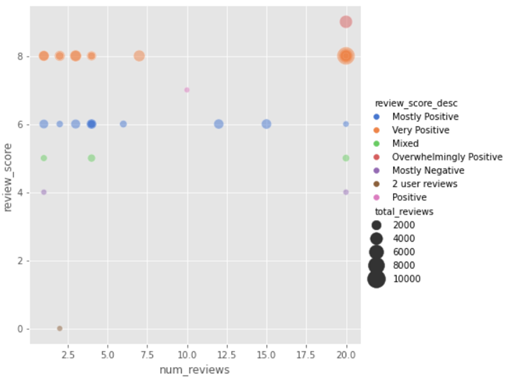 review_score
8
6
4
2
0
2.5 5.0 7.5 10.0 12.5 15.0 17.5 20.0
num_reviews
review_score_desc
Mostly Positive
Very Positive
Mixed
Overwhelmingly Positive
Mostly Negative
2 user reviews
Positive
total_reviews
2000
4000
6000
8000
10000